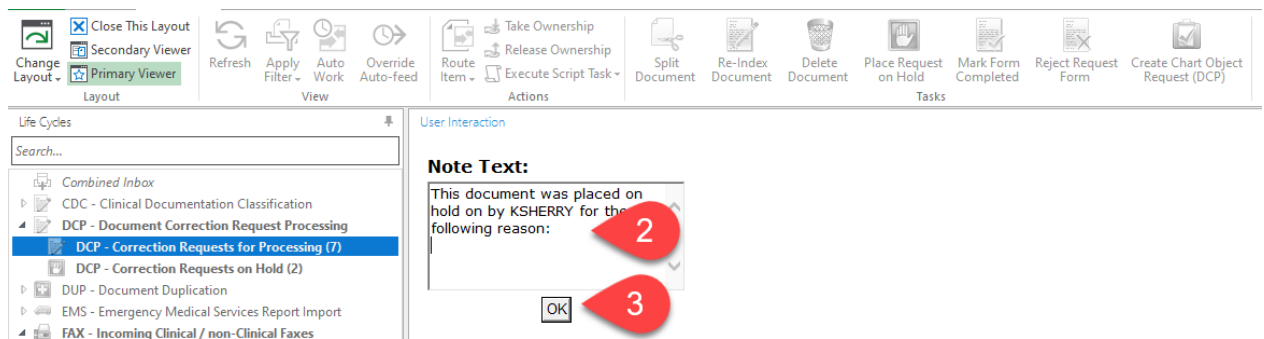 Close This Layout
Secondary Viewer
Primary Viewer
Change
Layout
Layout
Refresh
Apply
Filter
Auto
Work
Override
Auto-feed
View
Route
Item
Take Ownership
Release Ownership
Execute Script Task
Actions
Split
Document
Re-Index
Document
Delete
Document
Place Request
on Hold
Mark Form
Completed
Reject Request
Form
Create Chart Object
Request (DCP)
Tasks
Life Cycles
Search...
Combined Inbox
CDC - Clinical Documentation Classification
DCP - Document Correction Request Processing
DCP - Correction Requests for Processing (7)
DCP - Correction Requests on Hold (2)
DUP - Document Duplication
EMS - Emergency Medical Services Report Import
FAX - Incoming Clinical / non-Clinical Faxes
User Interaction
Note Text:
This document was placed on
hold on by KSHERRY for the
following reason:
2
OK
3